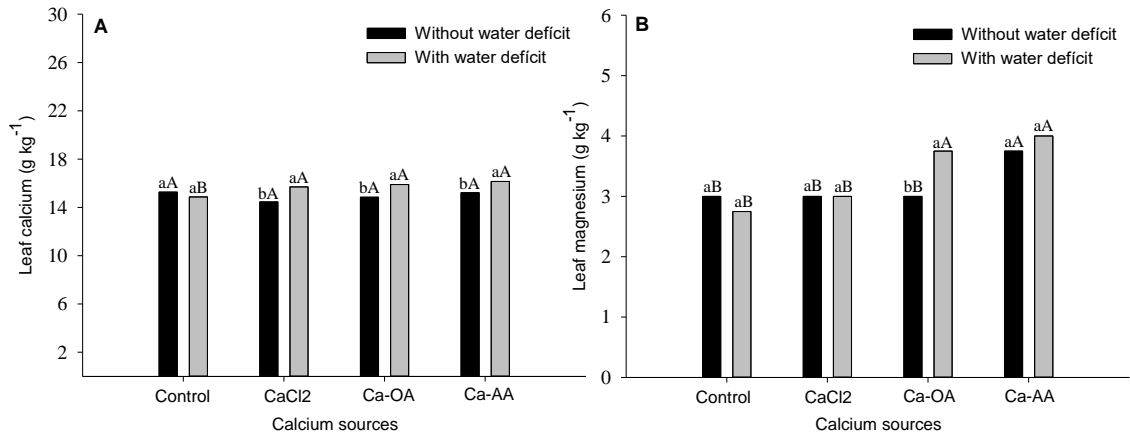 A
Without water defícit
With water defícit
Leaf calcium (g kg-1)
30
26
22
18
14
10
6
2
aA aB bA aA bA aA bA aA
Control CaCl2 Ca-OA Ca-AA
Calcium sources
B
Without water defícit
With water defícit
Leaf magnesium (g kg-1)
6
5
4
3
2
1
0
aB aB aB aB bB aA aA aA
Control CaCl2 Ca-OA Ca-AA
Calcium sources